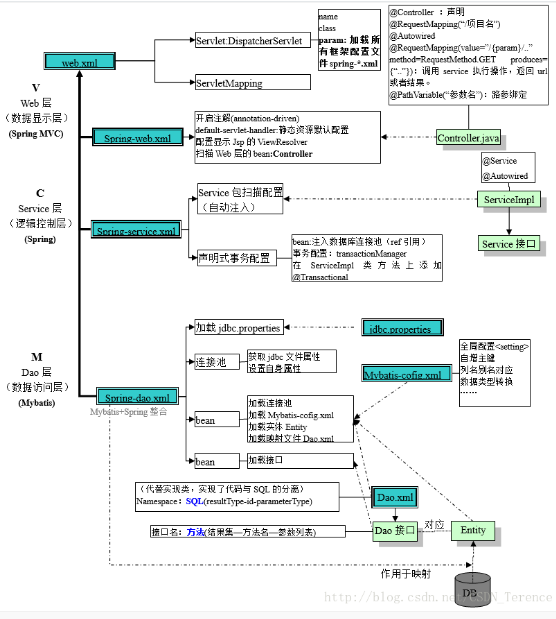 name
class
param: 加载所
有框架配置文
件 spring-*.xml
Servlet:DispatcherServlet
web.xml
ServletMapping
@Controller ：声明
@RequestMapping("/项目名")
@Autowired
@RequestMapping(value="/{param}/..”
method=RequestMethod.GET produces=
{“..”}): 调用 service 执行操作，返回 url
或者结果。
@PathVariable("参数名"): 路参绑定
V
Web 层
(数据显示层)
(Spring MVC)
Spring-web.xml
开启注解(annotation-driven)
default-servlet-handler:静态资源默认配置
配置显示 Jsp 的 ViewResolver
扫描 Web 层的 bean:Controller
Controller.java
@Service
@Autowired
C
Service 层
（逻辑控制层）
(Spring)
Spring-service.xml
Service 包扫描配置
（自动注入）
ServiceImpl
Service 接口
声明式事务配置
bean:注入数据库连接池（ref 引用）
事务配置：transactionManager
在 ServiceImpl 类方法上添加
@Transactional
M
Dao 层
（数据访问层）
(Mybatis)
加载 jdbc.properties
jdbc.properties
连接池
获取 jdbc 文件属性
设置自身属性
Mybatis-cofig.xml
全局配置<setting>
自增主键
列名别名对应
数据类型转换
……
Spring-dao.xml
Mybatis+Spring 整合
bean
加载连接池
加载 Mybatis-cofig.xml
加载实体 Entity
加载映射文件 Dao.xml
bean
加载接口
（代替实现类，实现了代码与 SQL 的分离）
Namespace：SQL(resultType-id-parameterType)
Dao.xml
接口名：方法(结果集—方法名—参数列表)
Dao 接口
对应
Entity
作用于映射
DB
http://blog.csdn.net/CSDN_Terence